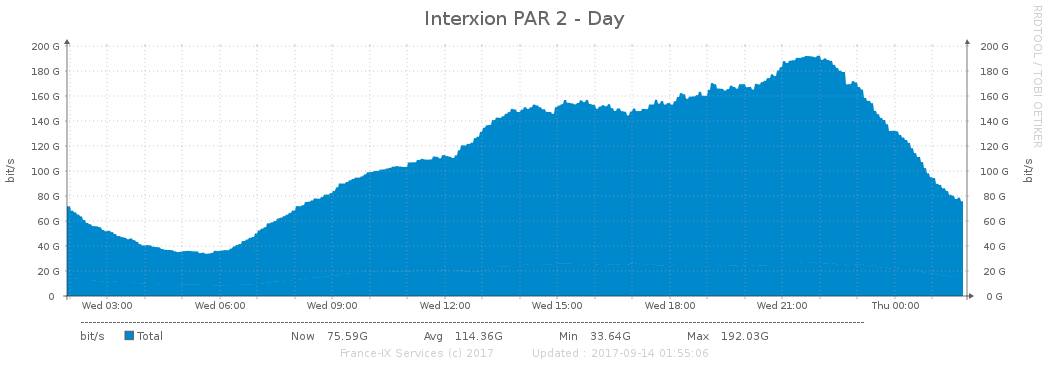 Interxion PAR 2 - Day
RRDTOOL / TOBI OETIKER
bit/s
200 G 200 G
180 G 180 G
160 G 160 G
140 G 140 G
120 G 120 G
100 G 100 G
80 G 80 G
60 G 60 G
40 G 40 G
20 G 20 G
0 0 G
bit/s
Wed 03:00 Wed 06:00 Wed 09:00 Wed 12:00 Wed 15:00 Wed 18:00 Wed 21:00 Thu 00:00
bit/s Total Now 75.59G Avg 114.36G Min 33.64G Max 192.03G
France-IX Services (c) 2017 Updated : 2017-09-14 01:55:06